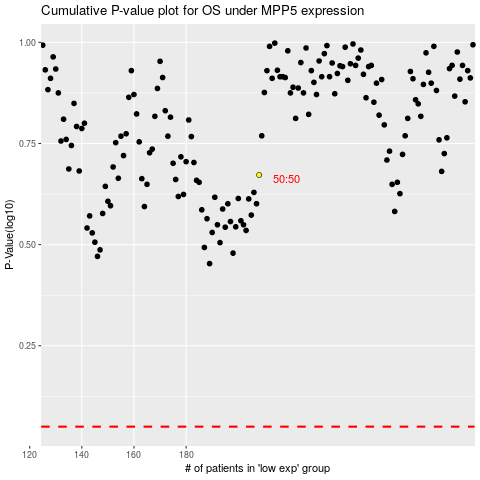 Cumulative P-value plot for OS under MPP5 expression
1.00
0.75
0.50
0.25
P-Value(log10)
50:50
120 140 160 180
# of patients in 'low exp' group